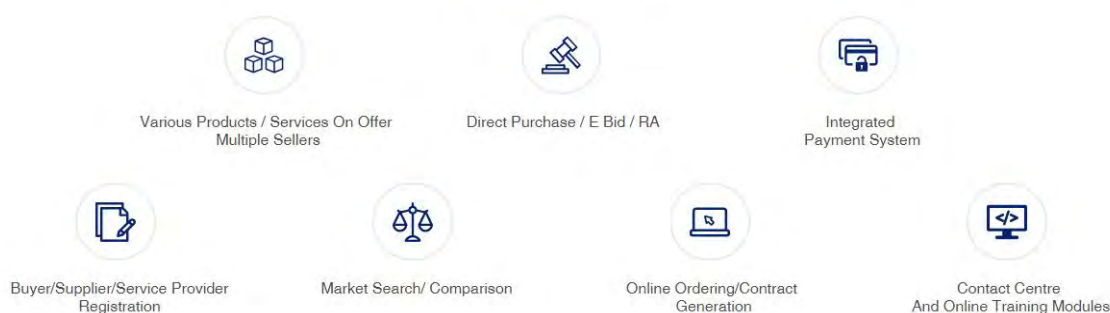 Various Products / Services On Offer
Multiple Sellers
Direct Purchase / E Bid / RA
Integrated
Payment System
Buyer/Supplier/Service Provider
Registration
Market Search/ Comparison
Online Ordering/Contract
Generation
Contact Centre
And Online Training Modules